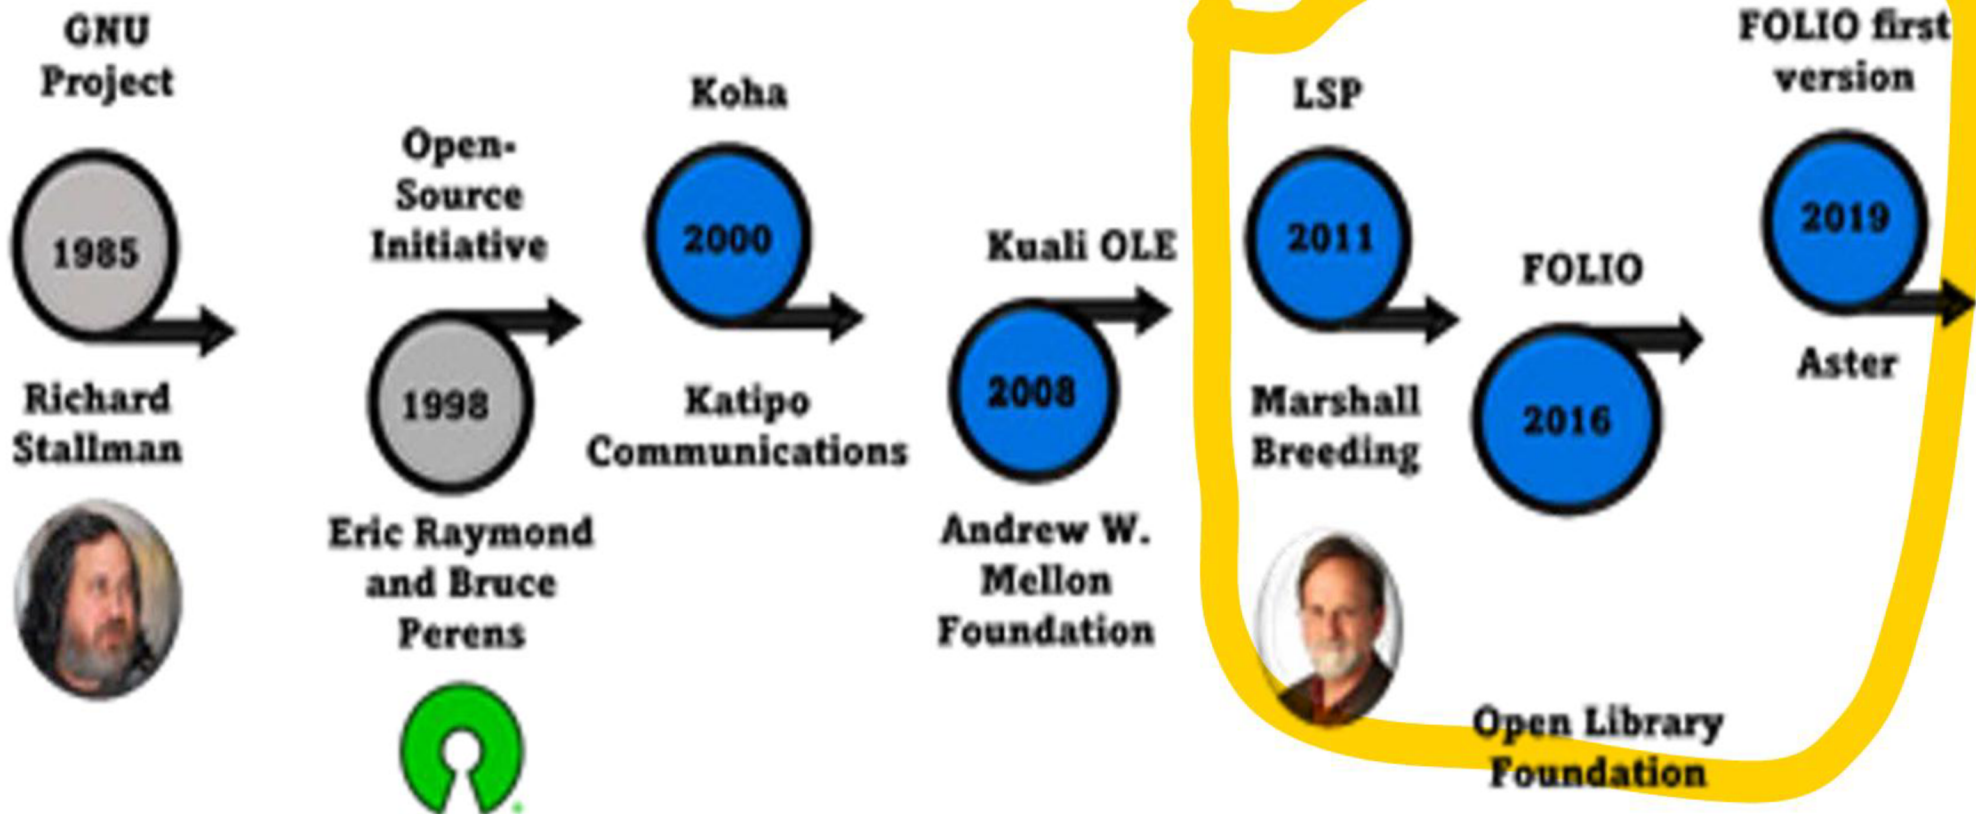 GNU
Project
1985
Richard
Stallman
Open-
Source
Initiative
1998
Eric Raymond
and Bruce
Perens
Koha
2000
Katipo
Communications
Kuali OLE
2008
Andrew W.
Mellon
Foundation
LSP
2011
Marshall
Breeding
FOLIO
2016
Open Library
Foundation
FOLIO first
version
2019
Aster